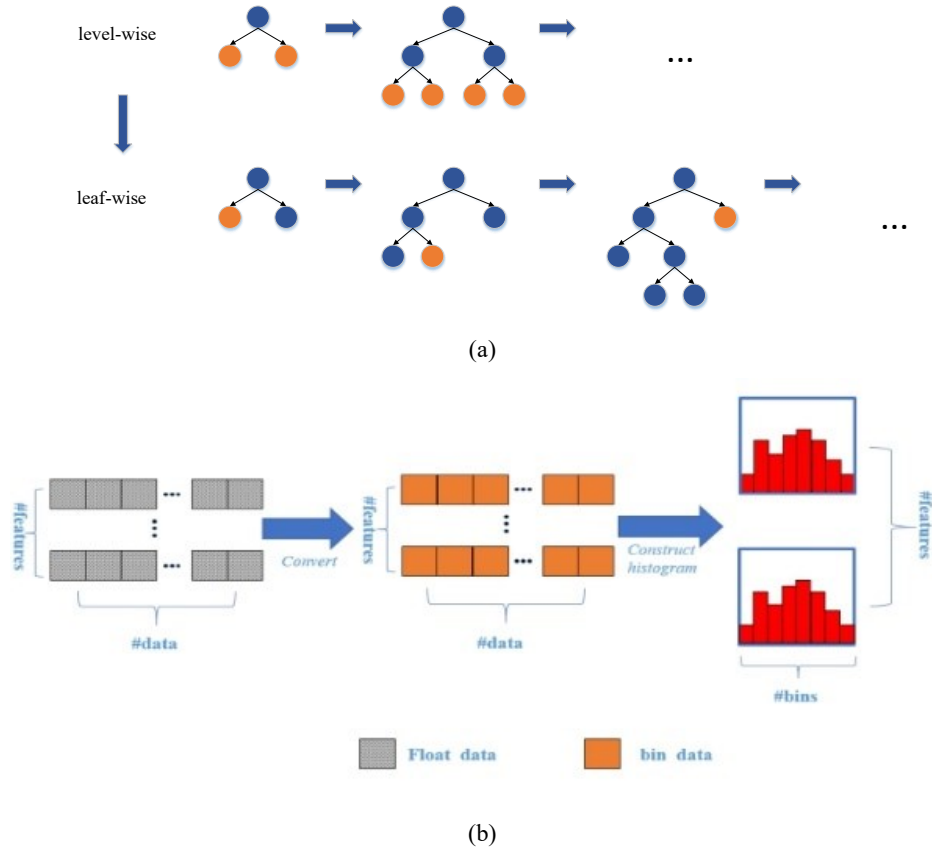 level-wise
...
leaf-wise
...
(a)
#features
...
...
...
#data
Convert
#features
...
...
...
#data
Construct
histogram
#features
#bins
Float data
bin data
(b)